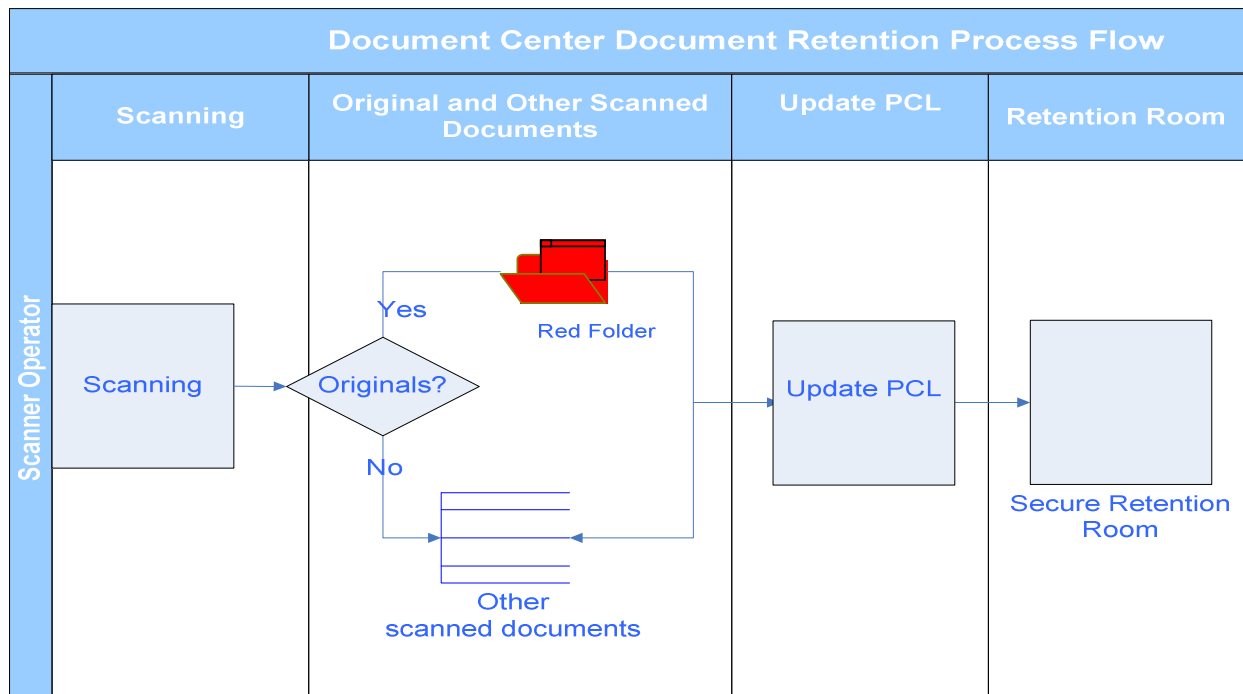 Document Center Document Retention Process Flow
Scanner Operator
Scanning
Original and Other Scanned
Documents
Update PCL
Retention Room
Scanning
Originals?
Yes
Red Folder
No
Other
scanned documents
Update PCL
Secure Retention
Room